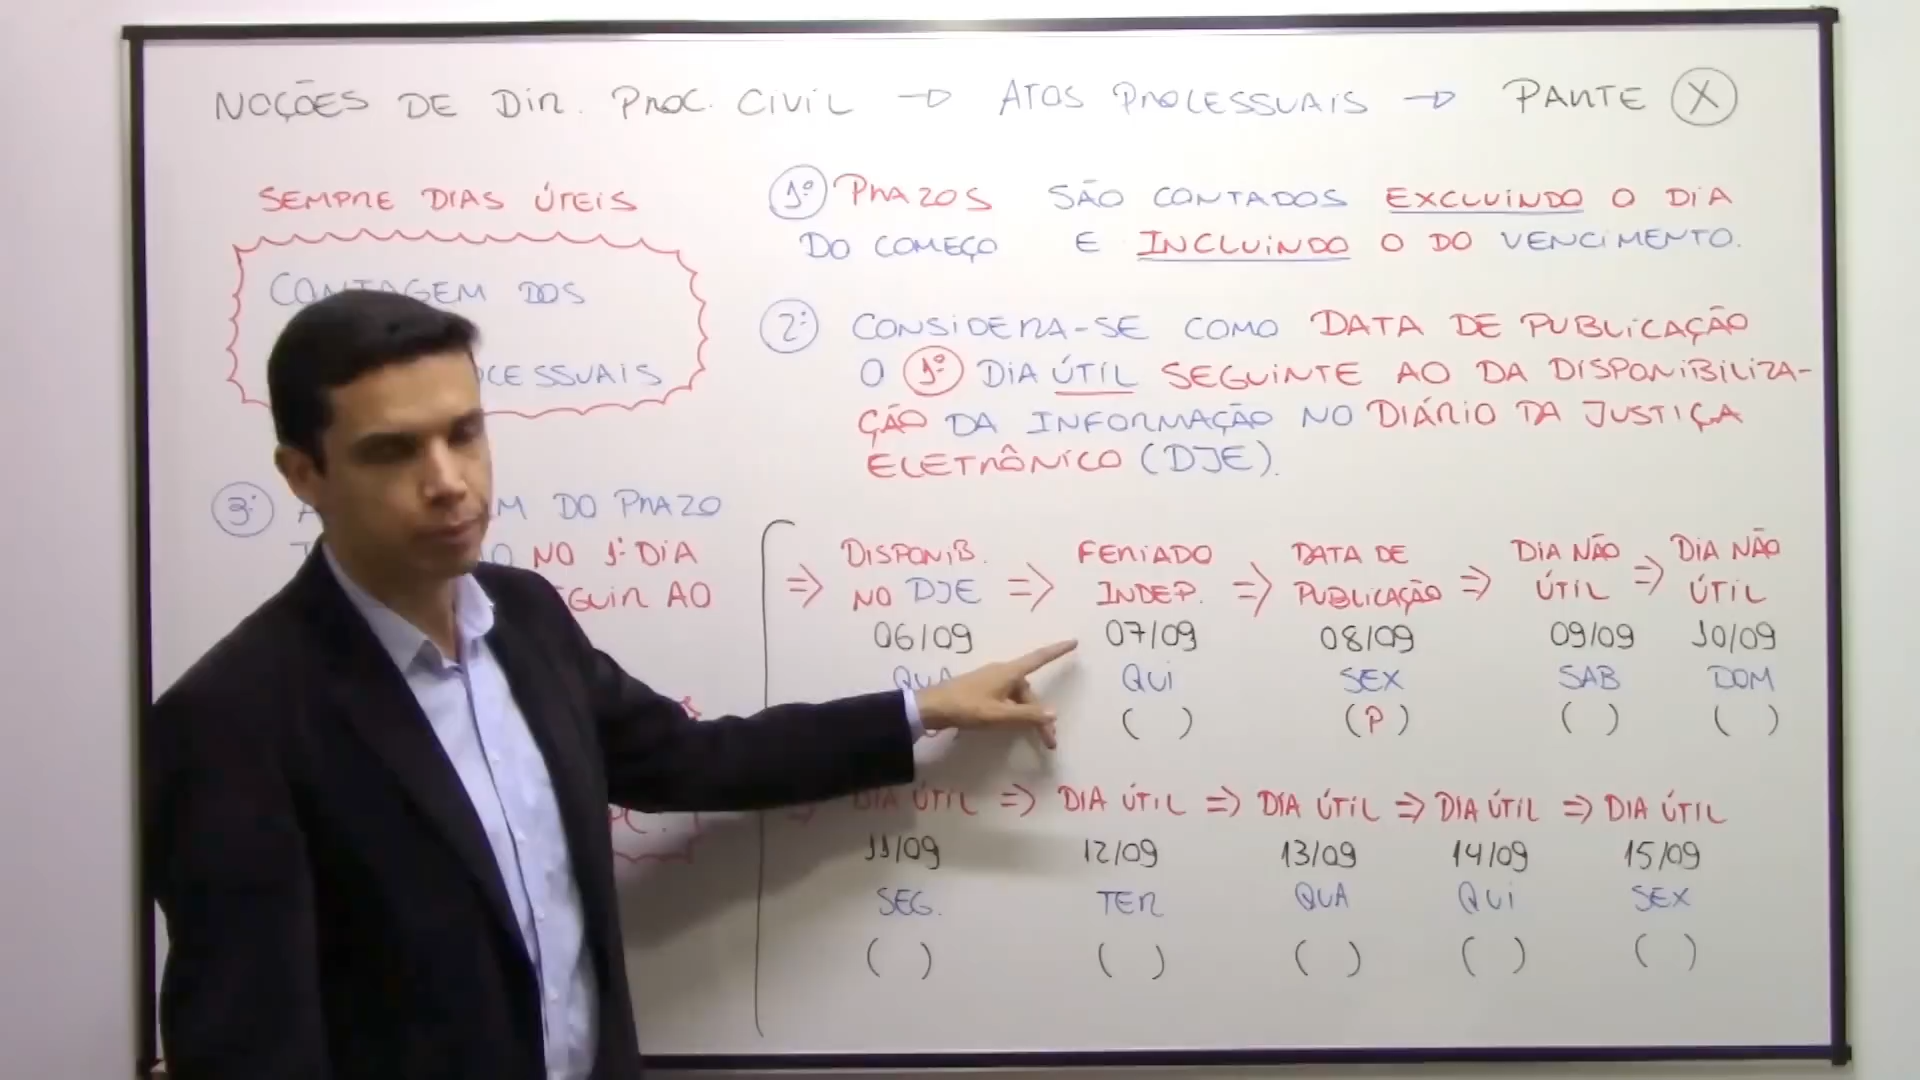 NOÇÕES DE DIR. PROC. CIVIL → ATOS PROCESSUAIS → PARTE X
SEMPRE DIAS ÚTEIS
CONTAGEM DOS
CESSUAIS
1º PRAZOS SÃO CONTADOS EXCLUINDO O DIA
DO COMEÇO E INCLUINDO O DO VENCIMENTO.
2º CONSIDERA-SE COMO DATA DE PUBLICAÇÃO
O 1º DIA ÚTIL SEGUINTE AO DA DISPONIBILIZA-
ÇÃO DA INFORMAÇÃO NO DIÁRIO DA JUSTIÇA
ELETRÔNICO (DJE).
3º A M DO PRAZO
O NO 1º DIA
EGUIR AO
⇒ DISPONIB. ⇒ FERIADO ⇒ DATA DE ⇒ DIA NÃO ⇒ DIA NÃO
NO DJE INDEP. PUBLICAÇÃO ÚTIL ÚTIL
06/09 07/09 08/09 09/09 10/09
QUA QUI SEX SAB DOM
( ) (P) ( ) ( )
DIA ÚTIL ⇒ DIA ÚTIL ⇒ DIA ÚTIL ⇒ DIA ÚTIL ⇒ DIA ÚTIL
11/09 12/09 13/09 14/09 15/09
SEG. TER QUA QUI SEX
( ) ( ) ( ) ( ) ( )